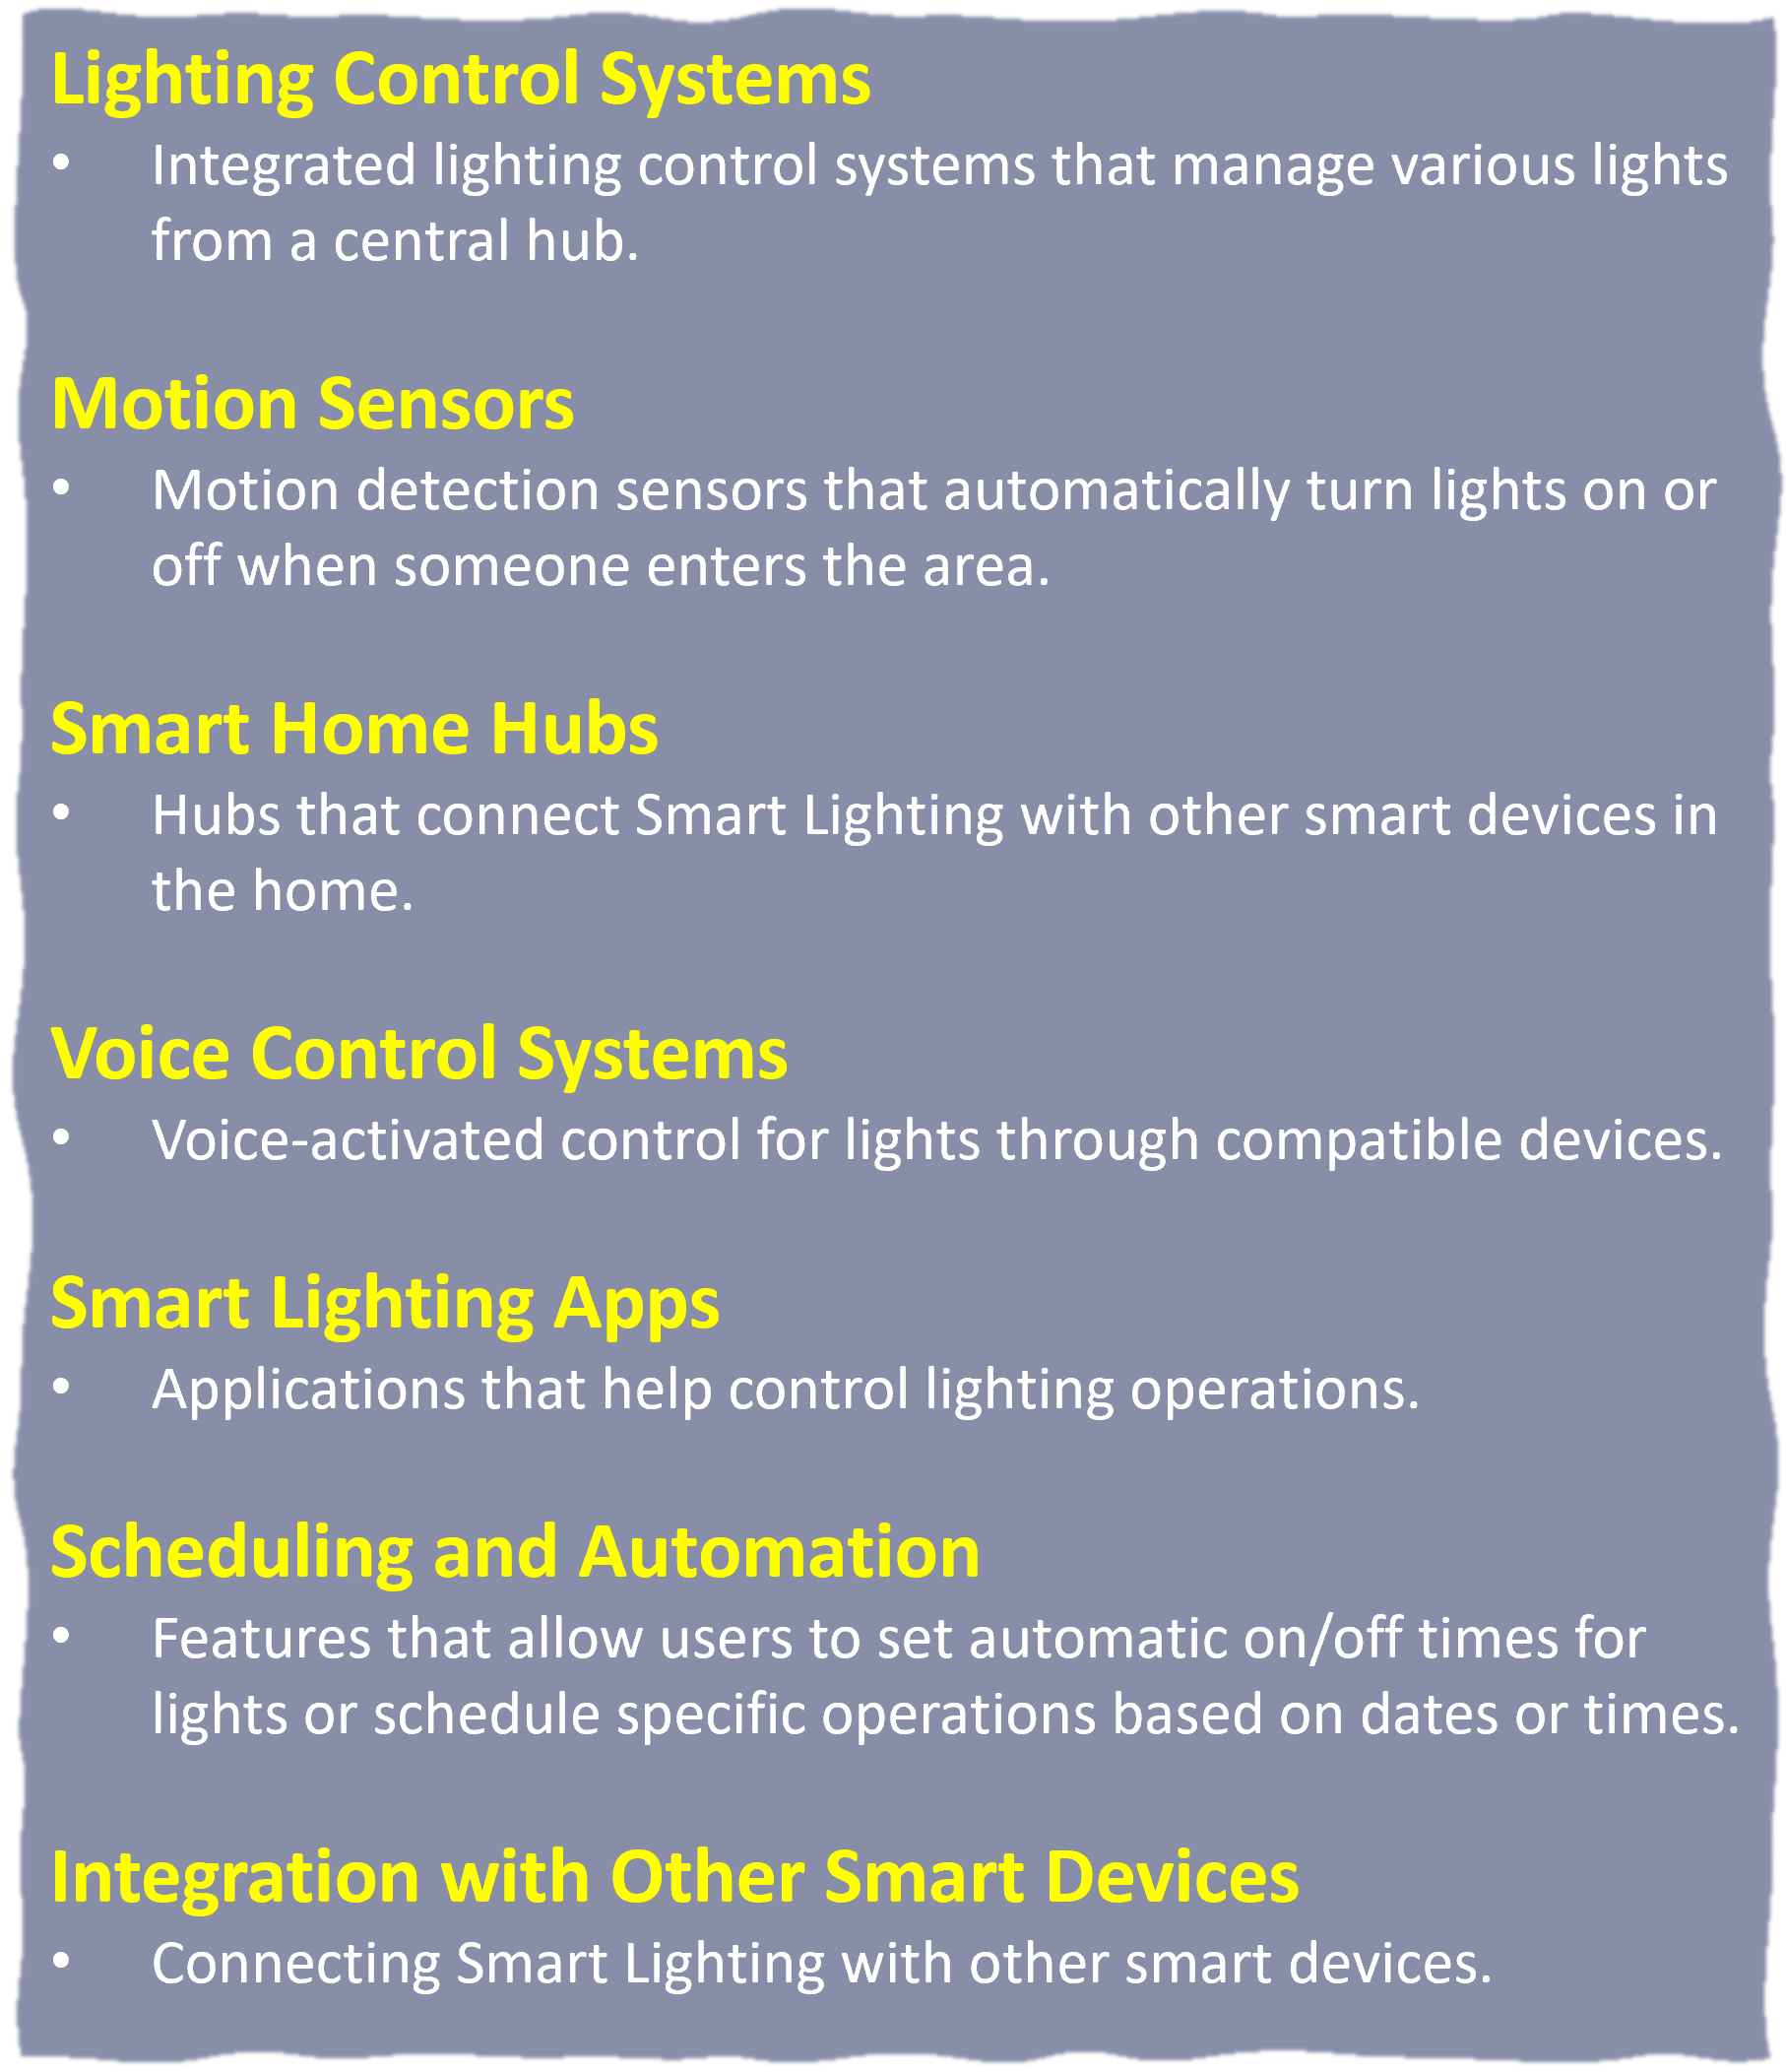 Lighting Control Systems
• Integrated lighting control systems that manage various lights
from a central hub.
Motion Sensors
• Motion detection sensors that automatically turn lights on or
off when someone enters the area.
Smart Home Hubs
• Hubs that connect Smart Lighting with other smart devices in
the home.
Voice Control Systems
• Voice-activated control for lights through compatible devices.
Smart Lighting Apps
• Applications that help control lighting operations.
Scheduling and Automation
• Features that allow users to set automatic on/off times for
lights or schedule specific operations based on dates or times.
Integration with Other Smart Devices
• Connecting Smart Lighting with other smart devices.